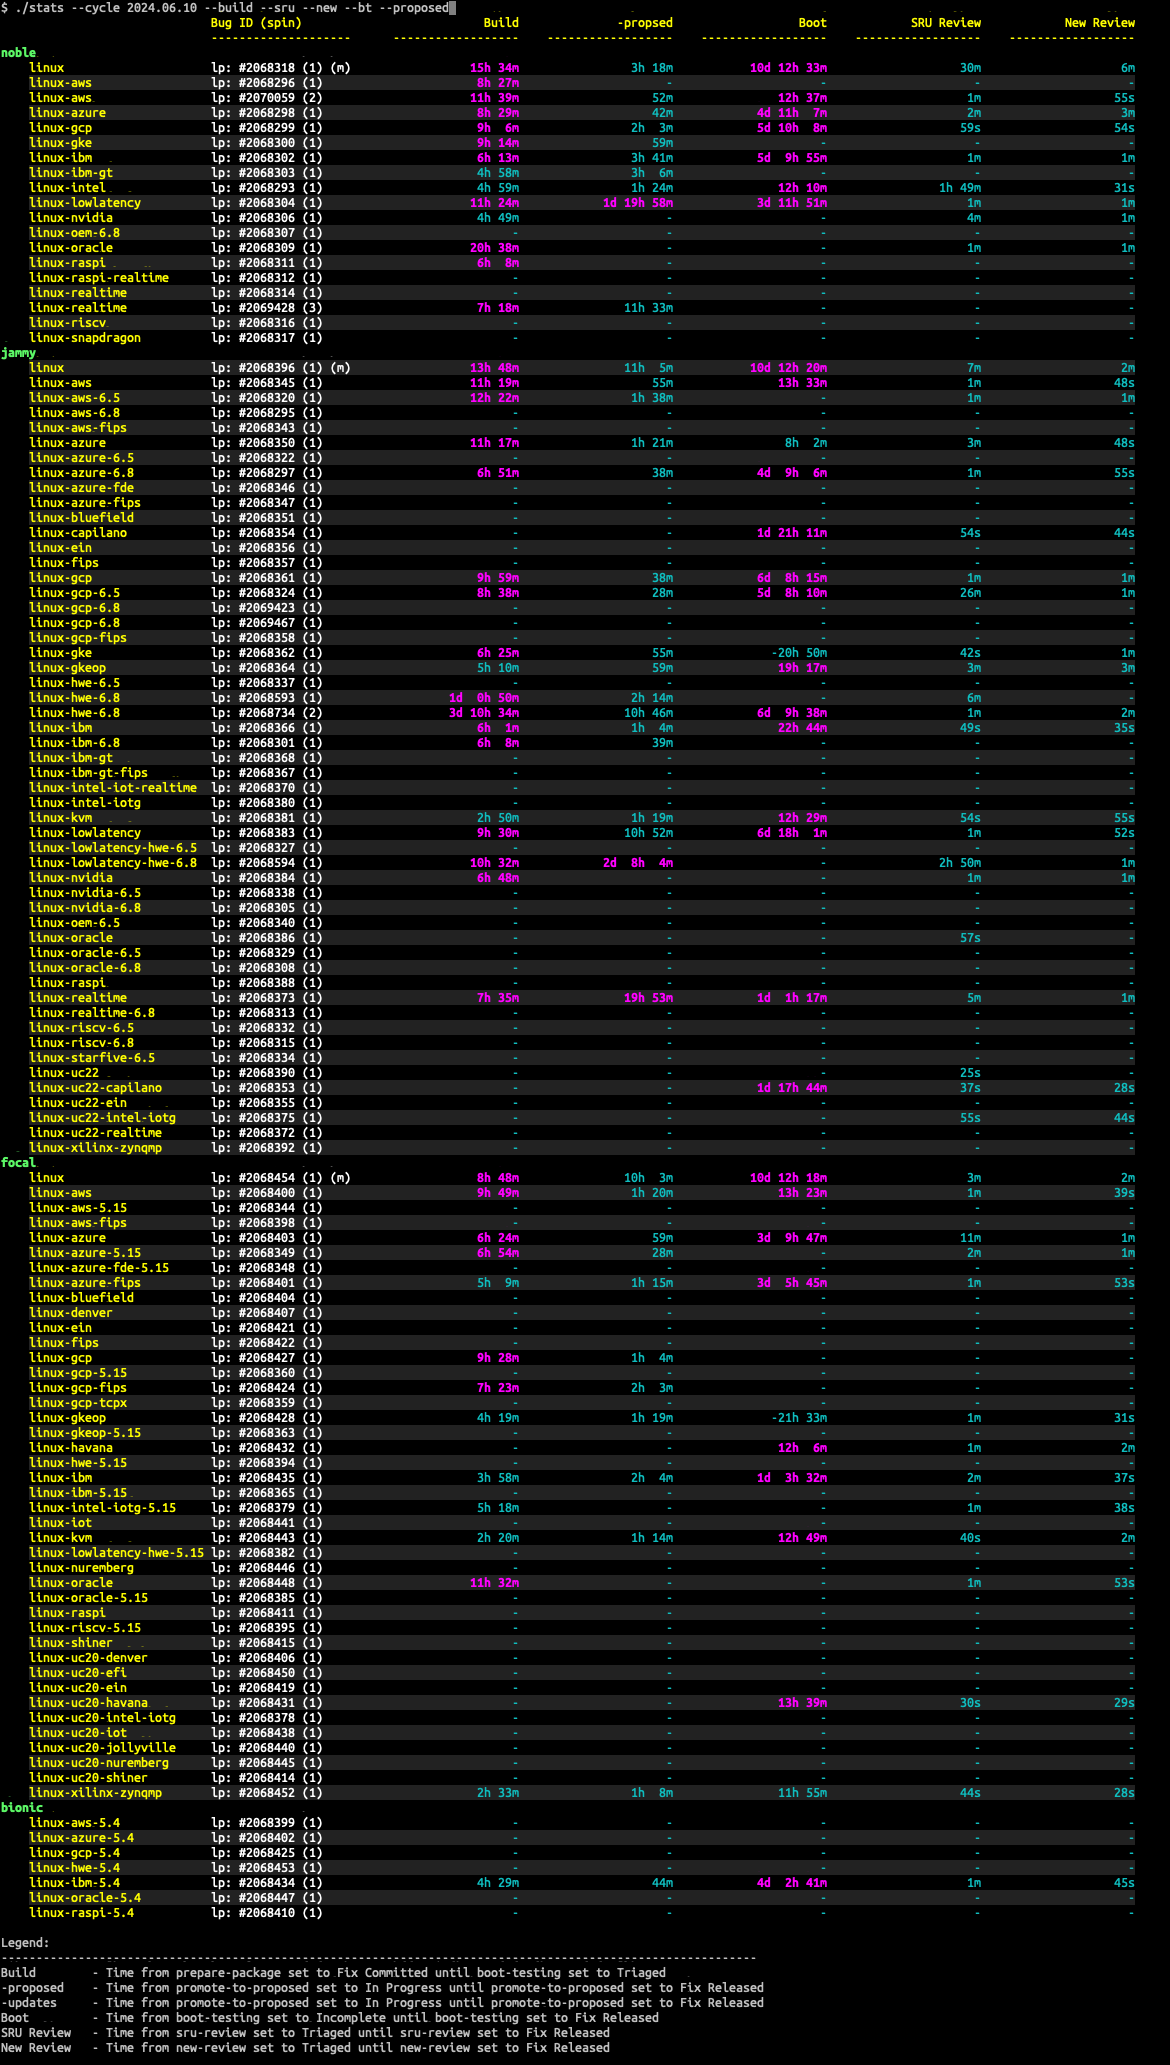 $ ./stats --cycle 2024.06.10 --build --sru --new --bt --proposed
Bug ID (spin) Build -propsed Boot SRU Review New Review
-------------------- ------------------ ------------------ ------------------ ------------------ ------------------
noble
linux lp: #2068318 (1) (m) 15h 34m 3h 18m 10d 12h 33m 30m 6m
linux-aws lp: #2068296 (1) 8h 27m - - - -
linux-aws lp: #2070059 (2) 11h 39m 52m 12h 37m 1m 55s
linux-azure lp: #2068298 (1) 8h 29m 42m 4d 11h 7m 2m 3m
linux-gcp lp: #2068299 (1) 9h 6m 2h 3m 5d 10h 8m 59s 54s
linux-gke lp: #2068300 (1) 9h 14m 59m - - -
linux-ibm lp: #2068302 (1) 6h 13m 3h 41m 5d 9h 55m 1m 1m
linux-ibm-gt lp: #2068303 (1) 4h 58m 3h 6m - - -
linux-intel lp: #2068293 (1) 4h 59m 1h 24m 12h 10m 1h 49m 31s
linux-lowlatency lp: #2068304 (1) 11h 24m 1d 19h 58m 3d 11h 51m 1m 1m
linux-nvidia lp: #2068306 (1) 4h 49m - - 4m 1m
linux-oem-6.8 lp: #2068307 (1) - - - - -
linux-oracle lp: #2068309 (1) 20h 38m - - 1m 1m
linux-raspi lp: #2068311 (1) 6h 8m - - - -
linux-raspi-realtime lp: #2068312 (1) - - - - -
linux-realtime lp: #2068314 (1) - - - - -
linux-realtime lp: #2069428 (3) 7h 18m 11h 33m - - -
linux-riscv lp: #2068316 (1) - - - - -
linux-snapdragon lp: #2068317 (1) - - - - -
jammy
linux lp: #2068396 (1) (m) 13h 48m 11h 5m 10d 12h 20m 7m 2m
linux-aws lp: #2068345 (1) 11h 19m 55m 13h 33m 1m 48s
linux-aws-6.5 lp: #2068320 (1) 12h 22m 1h 38m - 1m 1m
linux-aws-6.8 lp: #2068295 (1) - - - - -
linux-aws-fips lp: #2068343 (1) - - - - -
linux-azure lp: #2068350 (1) 11h 17m 1h 21m 8h 2m 3m 48s
linux-azure-6.5 lp: #2068322 (1) - - - - -
linux-azure-6.8 lp: #2068297 (1) 6h 51m 38m 4d 9h 6m 1m 55s
linux-azure-fde lp: #2068346 (1) - - - - -
linux-azure-fips lp: #2068347 (1) - - - - -
linux-bluefield lp: #2068351 (1) - - - - -
linux-capilano lp: #2068354 (1) - - 1d 21h 11m 54s 44s
linux-ein lp: #2068356 (1) - - - - -
linux-fips lp: #2068357 (1) - - - - -
linux-gcp lp: #2068361 (1) 9h 59m 38m 6d 8h 15m 1m 1m
linux-gcp-6.5 lp: #2068324 (1) 8h 38m 28m 5d 8h 10m 26m 1m
linux-gcp-6.8 lp: #2069423 (1) - - - - -
linux-gcp-6.8 lp: #2069467 (1) - - - - -
linux-gcp-fips lp: #2068358 (1) - - - - -
linux-gke lp: #2068362 (1) 6h 25m 55m -20h 50m 42s 1m
linux-gkeop lp: #2068364 (1) 5h 10m 59m 19h 17m 3m 3m
linux-hwe-6.5 lp: #2068337 (1) - - - - -
linux-hwe-6.8 lp: #2068593 (1) 1d 0h 50m 2h 14m - 6m -
linux-hwe-6.8 lp: #2068734 (2) 3d 10h 34m 10h 46m 6d 9h 38m 1m 2m
linux-ibm lp: #2068366 (1) 6h 1m 1h 4m 22h 44m 49s 35s
linux-ibm-6.8 lp: #2068301 (1) 6h 8m 39m - - -
linux-ibm-gt lp: #2068368 (1) - - - - -
linux-ibm-gt-fips lp: #2068367 (1) - - - - -
linux-intel-iot-realtime lp: #2068370 (1) - - - - -
linux-intel-iotg lp: #2068380 (1) - - - - -
linux-kvm lp: #2068381 (1) 2h 50m 1h 19m 12h 29m 54s 55s
linux-lowlatency lp: #2068383 (1) 9h 30m 10h 52m 6d 18h 1m 1m 52s
linux-lowlatency-hwe-6.5 lp: #2068327 (1) - - - - -
linux-lowlatency-hwe-6.8 lp: #2068594 (1) 10h 32m 2d 8h 4m - 2h 50m 1m
linux-nvidia lp: #2068384 (1) 6h 48m - - 1m 1m
linux-nvidia-6.5 lp: #2068338 (1) - - - - -
linux-nvidia-6.8 lp: #2068305 (1) - - - - -
linux-oem-6.5 lp: #2068340 (1) - - - - -
linux-oracle lp: #2068386 (1) - - - 57s -
linux-oracle-6.5 lp: #2068329 (1) - - - - -
linux-oracle-6.8 lp: #2068308 (1) - - - - -
linux-raspi lp: #2068388 (1) - - - - -
linux-realtime lp: #2068373 (1) 7h 35m 19h 53m 1d 1h 17m 5m 1m
linux-realtime-6.8 lp: #2068313 (1) - - - - -
linux-riscv-6.5 lp: #2068332 (1) - - - - -
linux-riscv-6.8 lp: #2068315 (1) - - - - -
linux-starfive-6.5 lp: #2068334 (1) - - - - -
linux-uc22 lp: #2068390 (1) - - - 25s -
linux-uc22-capilano lp: #2068353 (1) - - 1d 17h 44m 37s 28s
linux-uc22-ein lp: #2068355 (1) - - - - -
linux-uc22-intel-iotg lp: #2068375 (1) - - - 55s 44s
linux-uc22-realtime lp: #2068372 (1) - - - - -
linux-xilinx-zynqmp lp: #2068392 (1) - - - - -
focal
linux lp: #2068454 (1) (m) 8h 48m 10h 3m 10d 12h 18m 3m 2m
linux-aws lp: #2068400 (1) 9h 49m 1h 20m 13h 23m 1m 39s
linux-aws-5.15 lp: #2068344 (1) - - - - -
linux-aws-fips lp: #2068398 (1) - - - - -
linux-azure lp: #2068403 (1) 6h 24m 59m 3d 9h 47m 11m 1m
linux-azure-5.15 lp: #2068349 (1) 6h 54m 28m - 2m 1m
linux-azure-fde-5.15 lp: #2068348 (1) - - - - -
linux-azure-fips lp: #2068401 (1) 5h 9m 1h 15m 3d 5h 45m 1m 53s
linux-bluefield lp: #2068404 (1) - - - - -
linux-denver lp: #2068407 (1) - - - - -
linux-ein lp: #2068421 (1) - - - - -
linux-fips lp: #2068422 (1) - - - - -
linux-gcp lp: #2068427 (1) 9h 28m 1h 4m - - -
linux-gcp-5.15 lp: #2068360 (1) - - - - -
linux-gcp-fips lp: #2068424 (1) 7h 23m 2h 3m - - -
linux-gcp-tcpx lp: #2068359 (1) - - - - -
linux-gkeop lp: #2068428 (1) 4h 19m 1h 19m -21h 33m 1m 31s
linux-gkeop-5.15 lp: #2068363 (1) - - - - -
linux-havana lp: #2068432 (1) - - 12h 6m 1m 2m
linux-hwe-5.15 lp: #2068394 (1) - - - - -
linux-ibm lp: #2068435 (1) 3h 58m 2h 4m 1d 3h 32m 2m 37s
linux-ibm-5.15 lp: #2068365 (1) - - - - -
linux-intel-iotg-5.15 lp: #2068379 (1) 5h 18m - - 1m 38s
linux-iot lp: #2068441 (1) - - - - -
linux-kvm lp: #2068443 (1) 2h 20m 1h 14m 12h 49m 40s 2m
linux-lowlatency-hwe-5.15 lp: #2068382 (1) - - - - -
linux-nuremberg lp: #2068446 (1) - - - - -
linux-oracle lp: #2068448 (1) 11h 32m - - 1m 53s
linux-oracle-5.15 lp: #2068385 (1) - - - - -
linux-raspi lp: #2068411 (1) - - - - -
linux-riscv-5.15 lp: #2068395 (1) - - - - -
linux-shiner lp: #2068415 (1) - - - - -
linux-uc20-denver lp: #2068406 (1) - - - - -
linux-uc20-efi lp: #2068450 (1) - - - - -
linux-uc20-ein lp: #2068419 (1) - - - - -
linux-uc20-havana lp: #2068431 (1) - - 13h 39m 30s 29s
linux-uc20-intel-iotg lp: #2068378 (1) - - - - -
linux-uc20-iot lp: #2068438 (1) - - - - -
linux-uc20-jollyville lp: #2068440 (1) - - - - -
linux-uc20-nuremberg lp: #2068445 (1) - - - - -
linux-uc20-shiner lp: #2068414 (1) - - - - -
linux-xilinx-zynqmp lp: #2068452 (1) 2h 33m 1h 8m 11h 55m 44s 28s
bionic
linux-aws-5.4 lp: #2068399 (1) - - - - -
linux-azure-5.4 lp: #2068402 (1) - - - - -
linux-gcp-5.4 lp: #2068425 (1) - - - - -
linux-hwe-5.4 lp: #2068453 (1) - - - - -
linux-ibm-5.4 lp: #2068434 (1) 4h 29m 44m 4d 2h 41m 1m 45s
linux-oracle-5.4 lp: #2068447 (1) - - - - -
linux-raspi-5.4 lp: #2068410 (1) - - - - -
Legend:
------------------------------------------------------------------------------------------------------------
Build - Time from prepare-package set to Fix Committed until boot-testing set to Triaged
-proposed - Time from promote-to-proposed set to In Progress until promote-to-proposed set to Fix Released
-updates - Time from promote-to-proposed set to In Progress until promote-to-proposed set to Fix Released
Boot - Time from boot-testing set to Incomplete until boot-testing set to Fix Released
SRU Review - Time from sru-review set to Triaged until sru-review set to Fix Released
New Review - Time from new-review set to Triaged until new-review set to Fix Released